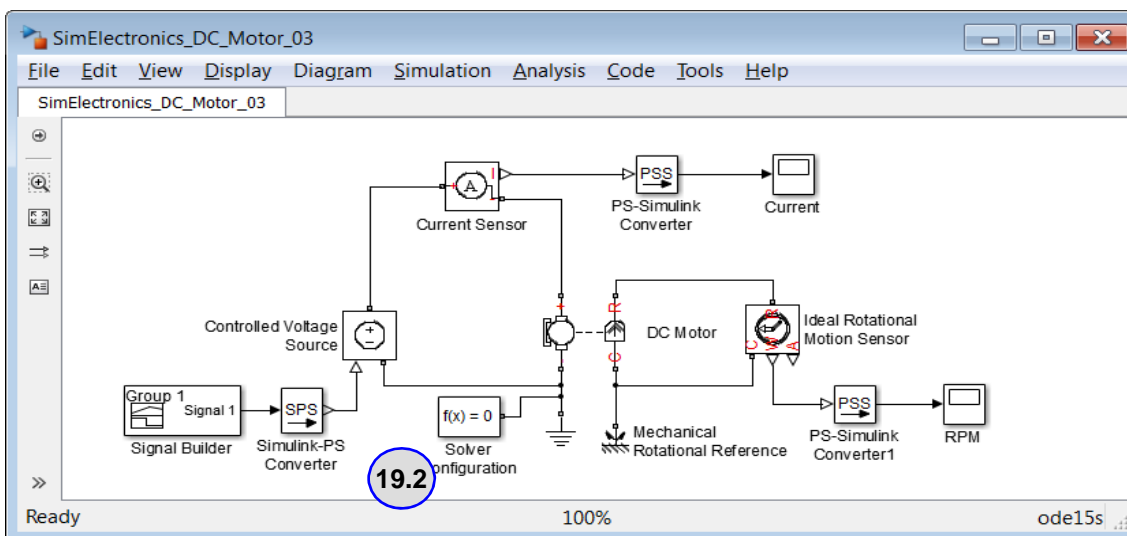 SimElectronics_DC_Motor_03
File Edit View Display Diagram Simulation Analysis Code Tools Help
SimElectronics_DC_Motor_03
A
I
+
-
Current Sensor
PSS
PS-Simulink
Converter
Current
Controlled Voltage
Source
+
-
+
-
R
C
DC Motor
R
C
W
A
Ideal Rotational
Motion Sensor
Group 1
Signal 1
Signal Builder
SPS
Simulink-PS
Converter
f(x) = 0
Solver
onfiguration
Mechanical
Rotational Reference
PSS
PS-Simulink
Converter1
RPM
19.2
Ready 100% ode15s